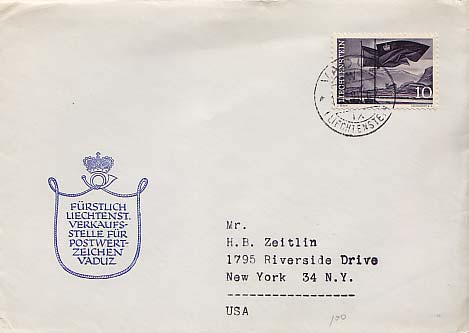 LIECHTENSTEIN
10
LIECHTENSTEIN
FÜRSTLICH
LIECHTENST.
VERKAUFS-
STELLE FÜR
POSTWERT-
ZEICHEN
VADUZ
Mr.
H.B. Zeitlin
1795 Riverside Drive
New York 34 N.Y.
USA
100